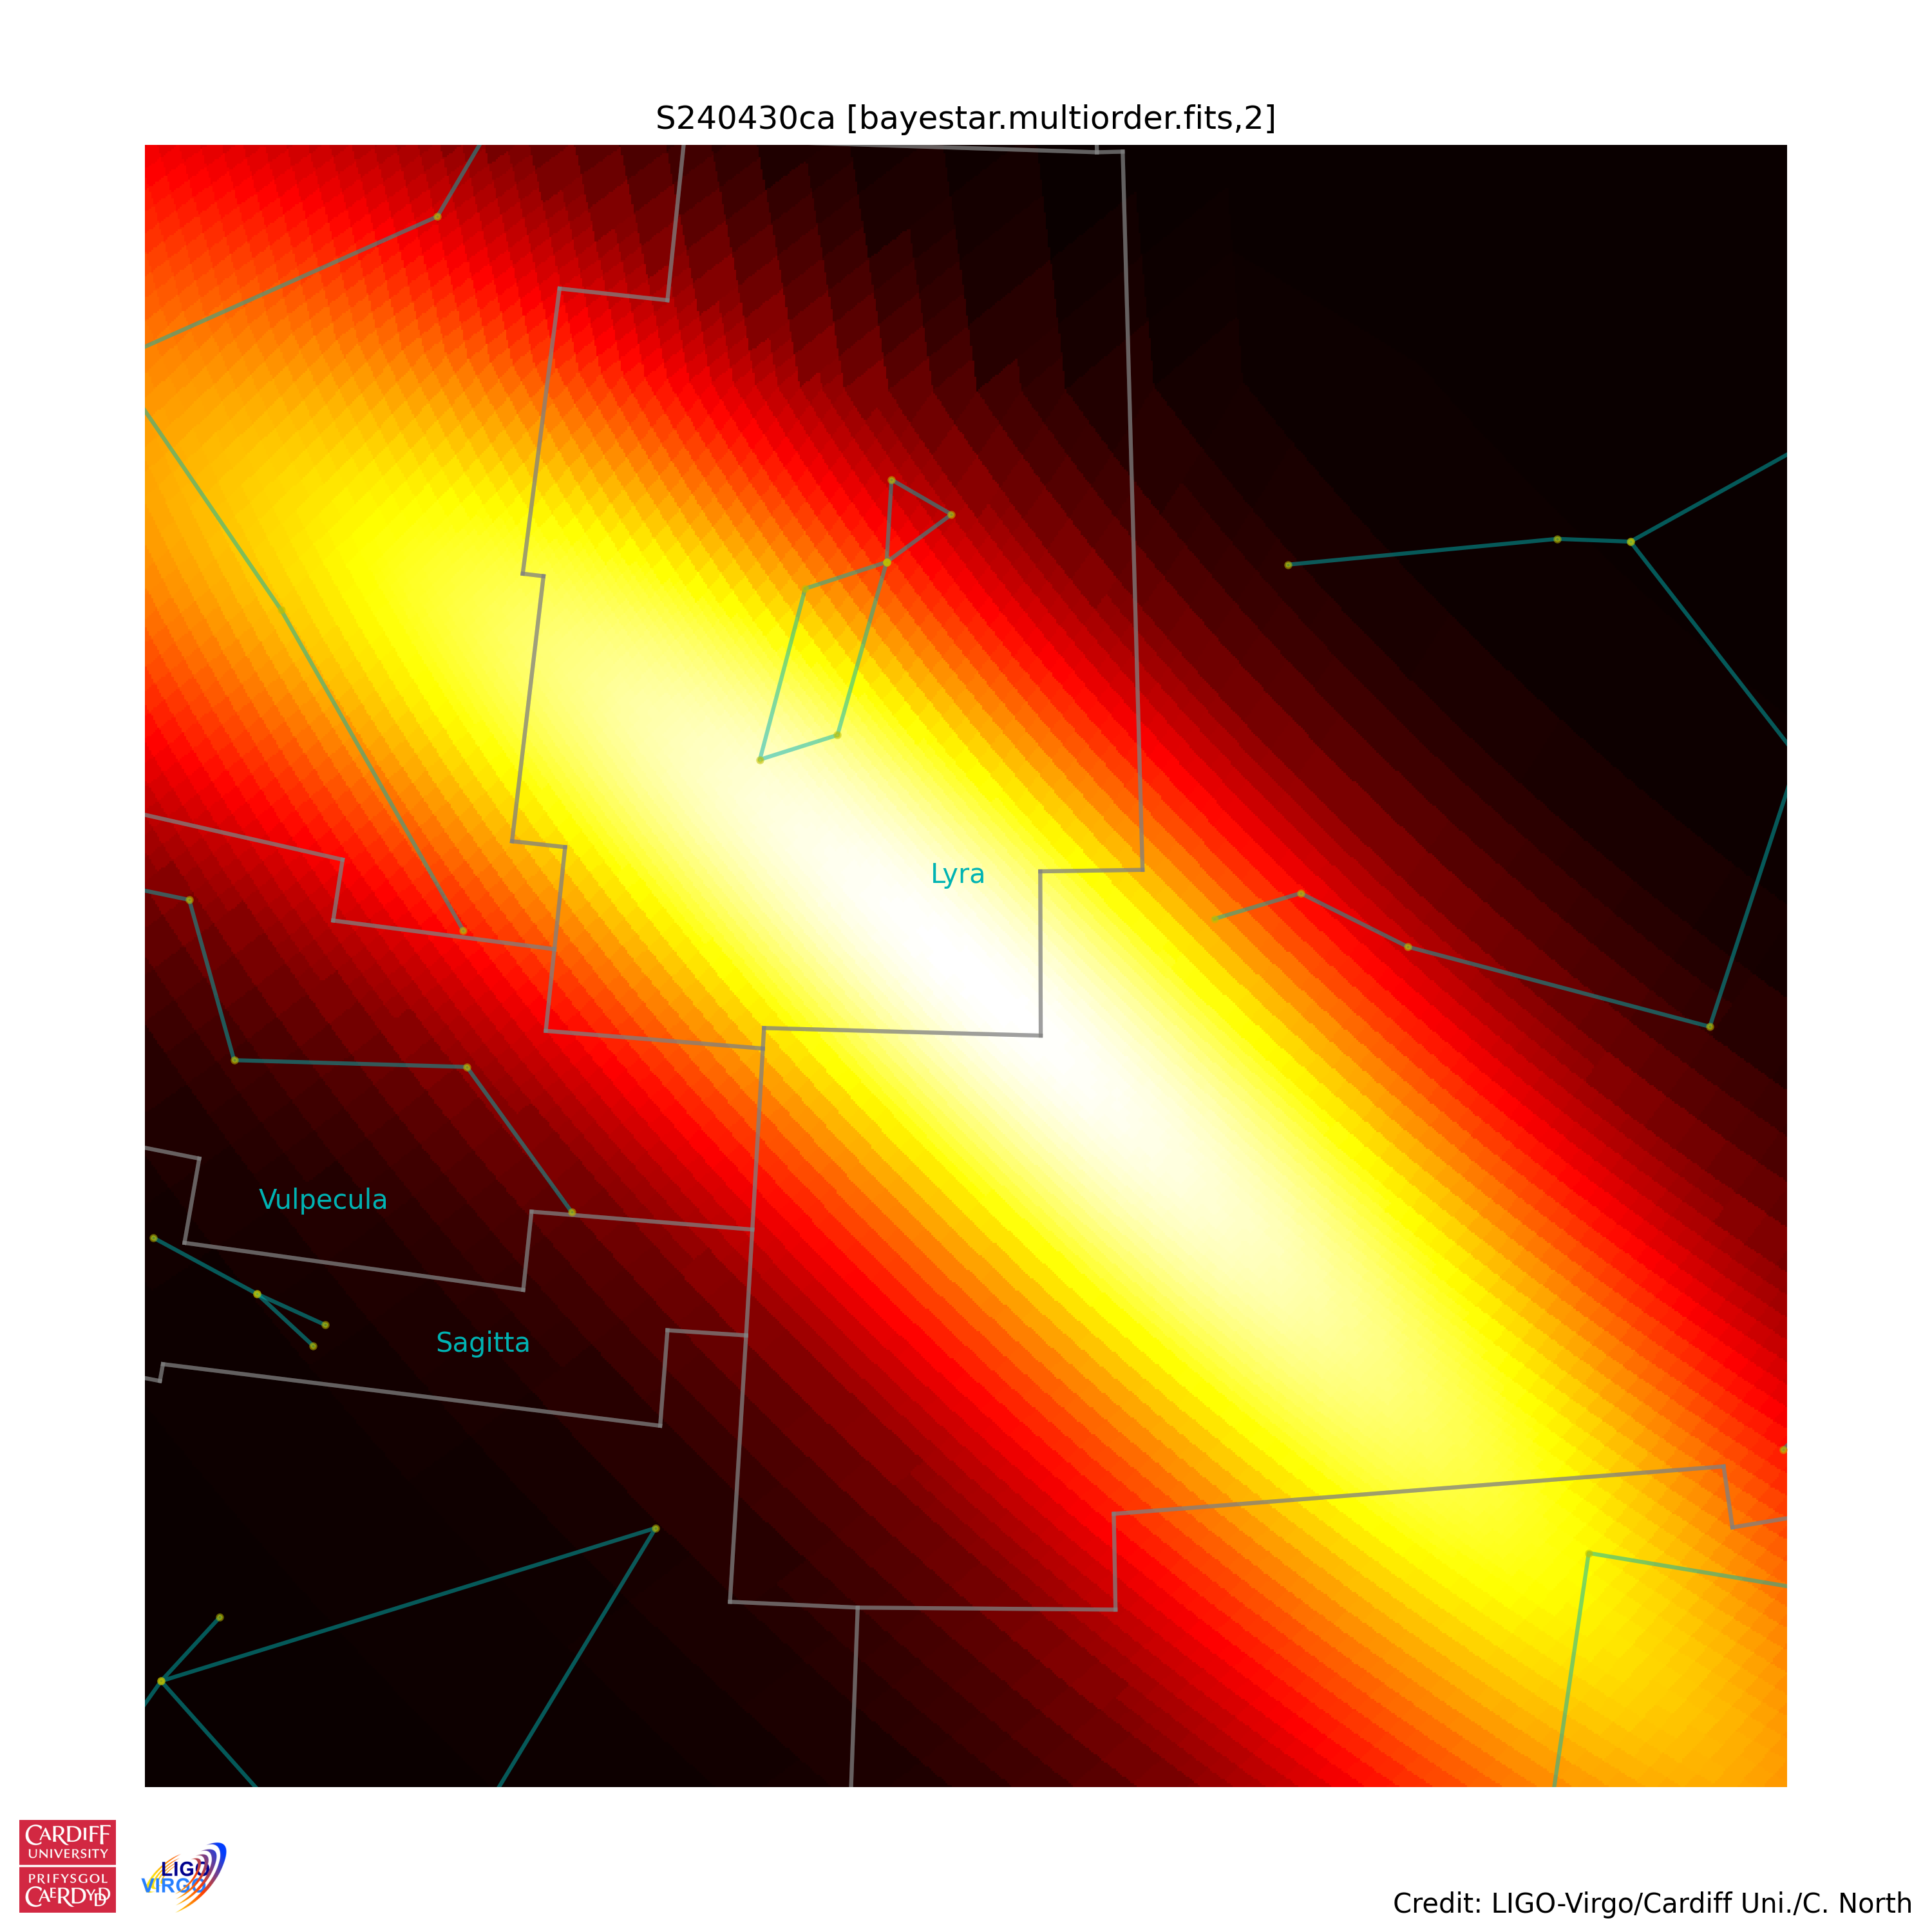 S240430ca [bayestar.multiorder.fits,2]
Lyra
Vulpecula
Sagitta
CARDIFF
UNIVERSITY
PRIFYSGOL
CAERDYDD
LIGO
VIRGO
Credit: LIGO-Virgo/Cardiff Uni./C. North